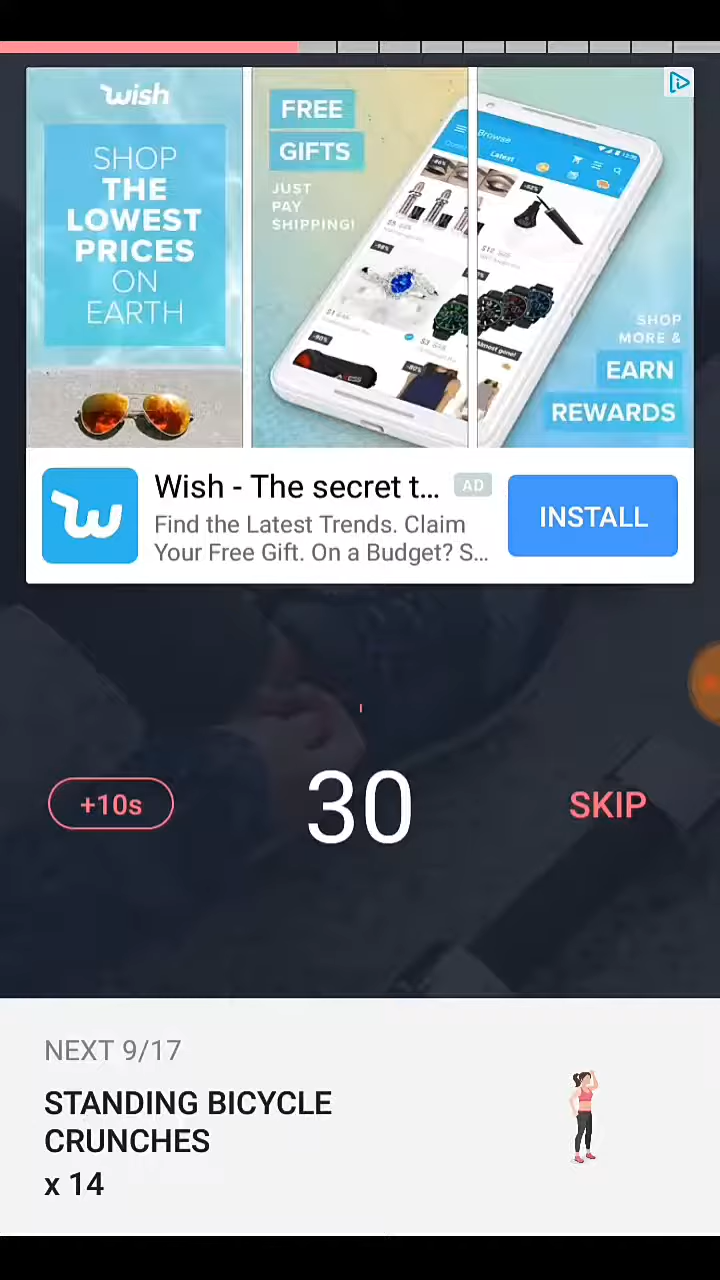 wish
SHOP
THE
LOWEST
PRICES
ON
EARTH
FREE
GIFTS
JUST
PAY
SHIPPING!
Browse
Latest
SHOP
MORE &
EARN
REWARDS
Wish - The secret t... AD
Find the Latest Trends. Claim
Your Free Gift. On a Budget? S...
INSTALL
+10s
30
SKIP
NEXT 9/17
STANDING BICYCLE
CRUNCHES
x 14